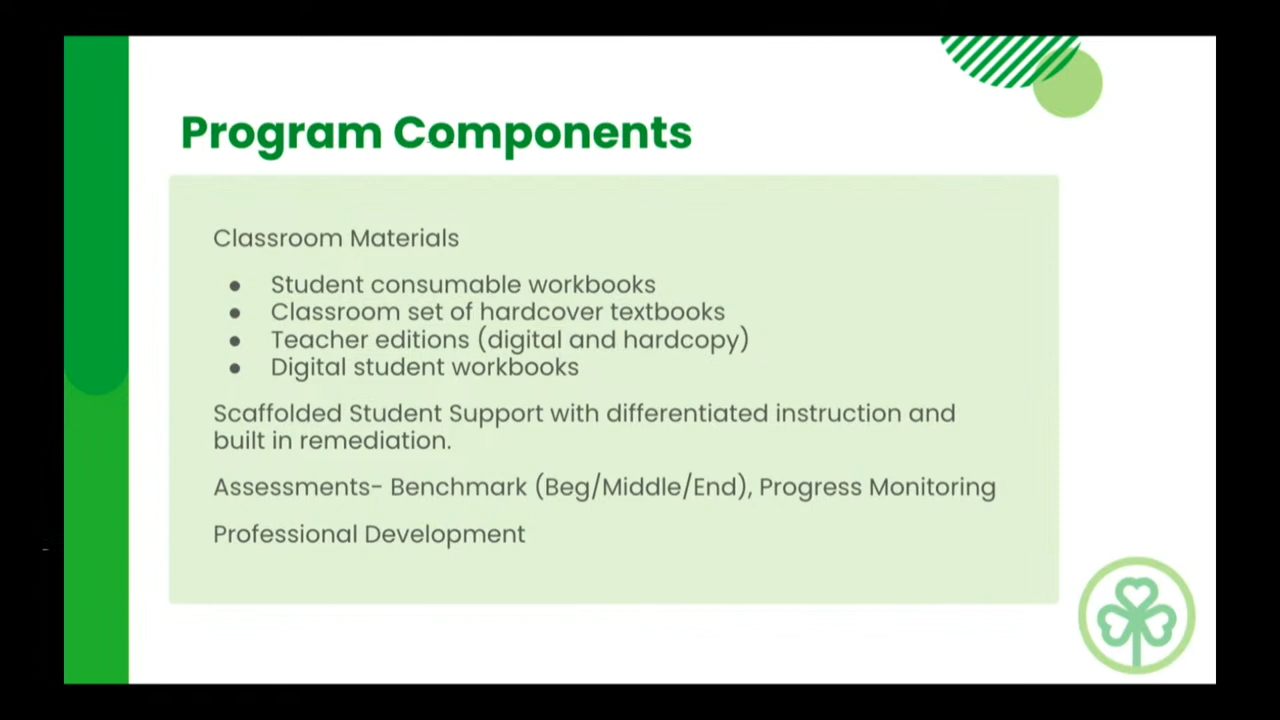 Program Components
Classroom Materials
● Student consumable workbooks
● Classroom set of hardcover textbooks
● Teacher editions (digital and hardcopy)
● Digital student workbooks
Scaffolded Student Support with differentiated instruction and
built in remediation.
Assessments- Benchmark (Beg/Middle/End), Progress Monitoring
Professional Development